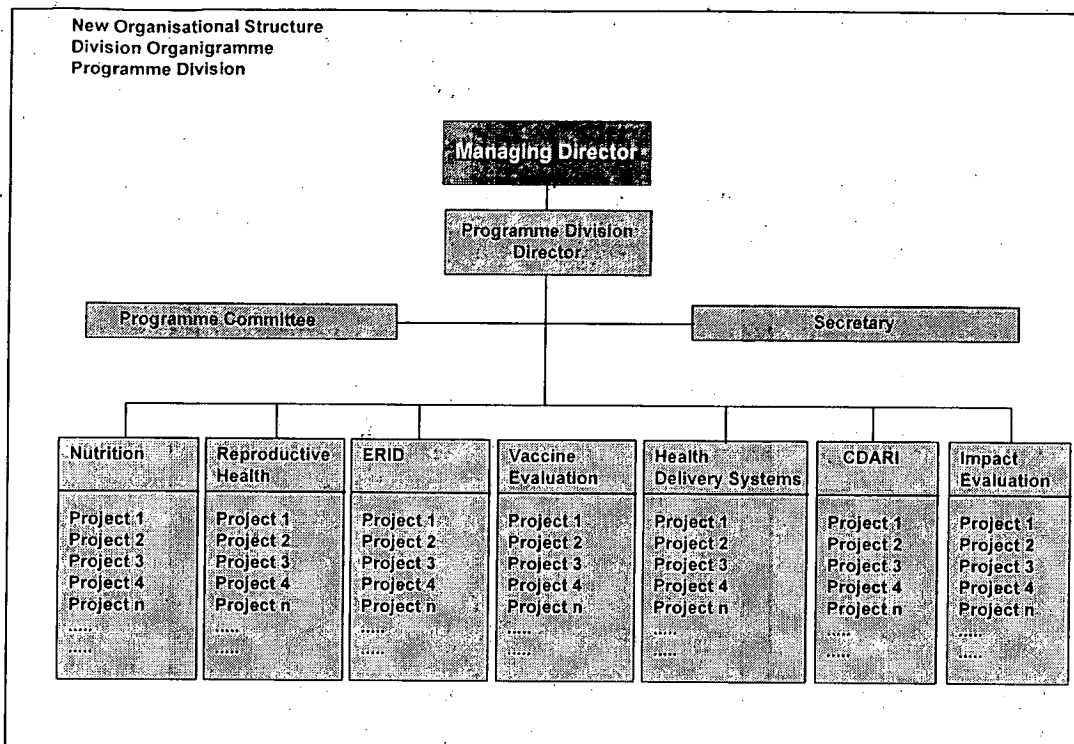 New Organisational Structure
Division Organigramme
Programme Division
Managing Director
Programme Division
Director
Programme Committee
Secretary
Nutrition
Project 1
Project 2
Project 3
Project 4
Project n
.....
.....
Reproductive
Health
Project 1
Project 2
Project 3
Project 4
Project n
.....
.....
ERID
Project 1
Project 2
Project 3
Project 4
Project n
.....
.....
Vaccine
Evaluation
Project 1
Project 2
Project 3
Project 4
Project n
.....
.....
Health
Delivery Systems
Project 1
Project 2
Project 3
Project 4
Project n
.....
.....
CDARI
Project 1
Project 2
Project 3
Project 4
Project n
.....
.....
Impact
Evaluation
Project 1
Project 2
Project 3
Project 4
Project n
.....
.....